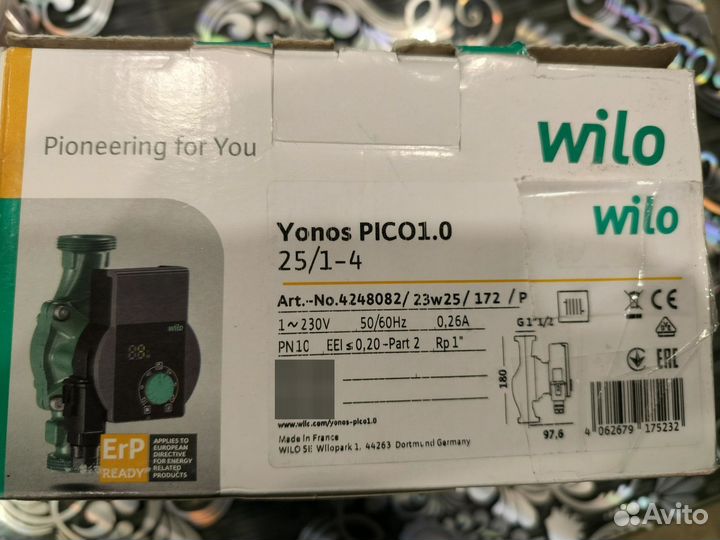 Pioneering for You
wilo
wilo
Yonos PICO1.0
25/1-4
Art.-No.4248082/ 23w25 / 172 / P
1~230V 50/60Hz 0,26A
PN10 EEI ≤ 0,20-Part 2 Rp 1"
G 1"1/2
180
97,6
www.wilo.com/yonos-pico1.0
Made in France
WILO SE Wilopark 1, 44263 Dortmund Germany
4 062679 175232
CE
EAC
wilo
ErP
"READY"
APPLIES TO
EUROPEAN
DIRECTIVE
FOR ENERGY
RELATED
PRODUCTS
Avito